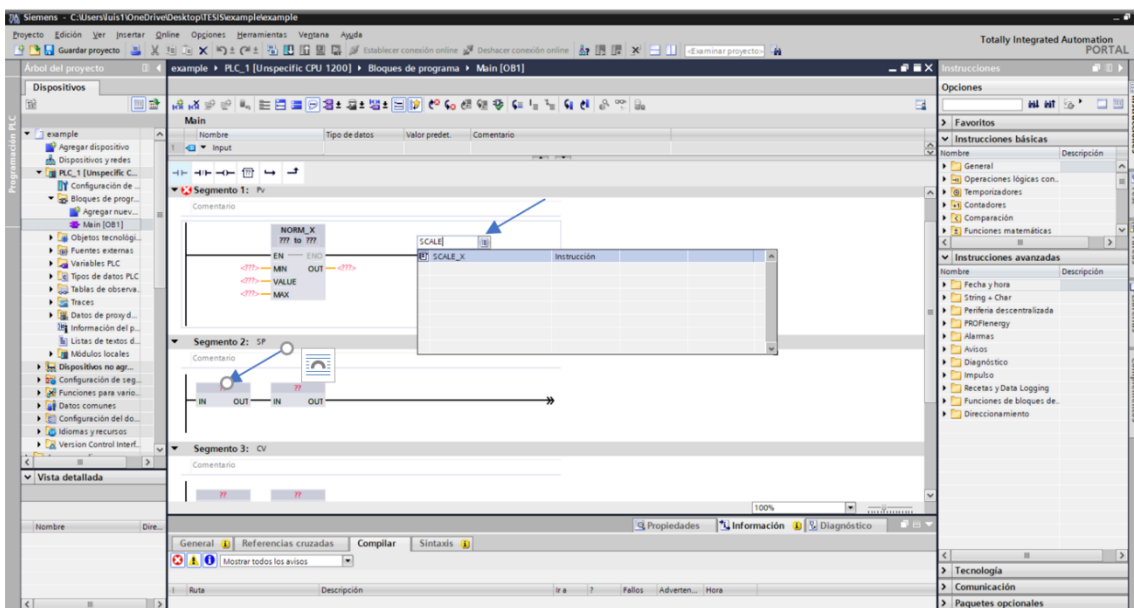 Siemens - C:\Users\luis1\OneDrive\Desktop\TESIS\example\example
Proyecto Edición Ver Insertar Online Opciones Herramientas Ventana Ayuda
Guardar proyecto Establecer conexión online Deshacer conexión online <Examinar proyecto>
Totally Integrated Automation
PORTAL
Árbol del proyecto
example PLC_1 [Unspecific CPU 1200] Bloques de programa Main [OB1]
Instrucciones
Dispositivos
Opciones
Programación PLC
example
Agregar dispositivo
Dispositivos y redes
PLC_1 [Unspecific C...
Configuración de ...
Bloques de progr...
Agregar nuev...
Main [OB1]
Objetos tecnológi...
Fuentes externas
Variables PLC
Tipos de datos PLC
Tablas de observa...
Traces
Datos de proxy d...
Información del p...
Listas de textos d...
Módulos locales
Dispositivos no agr...
Configuración de seg...
Funciones para vario...
Datos comunes
Configuración del do...
Idiomas y recursos
Version Control Interf...
Vista detallada
Nombre Dire...
Main
Nombre Tipo de datos Valor predet. Comentario
1 Input
Segmento 1: Pv
Comentario
NORM_X
??? to ???
EN ENO
<???> MIN OUT <???>
<???> VALUE
<???> MAX
SCALE
SCALE_X Instrucción
Segmento 2: SP
Comentario
?? ??
IN OUT IN OUT
Segmento 3: CV
Comentario
?? ??
100%
Propiedades Información Diagnóstico
General Referencias cruzadas Compilar Sintaxis
Mostrar todos los avisos
! Ruta Descripción Ir a ? Fallos Adverten... Hora
Favoritos
Instrucciones básicas
Nombre Descripción
General
Operaciones lógicas con..
Temporizadores
Contadores
Comparación
Funciones matemáticas
Instrucciones avanzadas
Nombre Descripción
Fecha y hora
String + Char
Periferia descentralizada
PROFIenergy
Alarmas
Avisos
Diagnóstico
Impulso
Recetas y Data Logging
Funciones de bloques de..
Direccionamiento
Tecnología
Comunicación
Paquetes opcionales